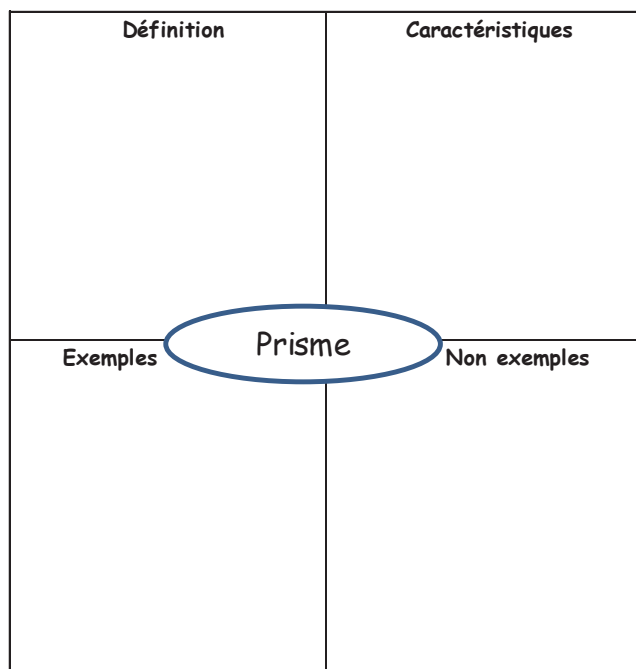 Définition
Caractéristiques
Prisme
Exemples
Non exemples